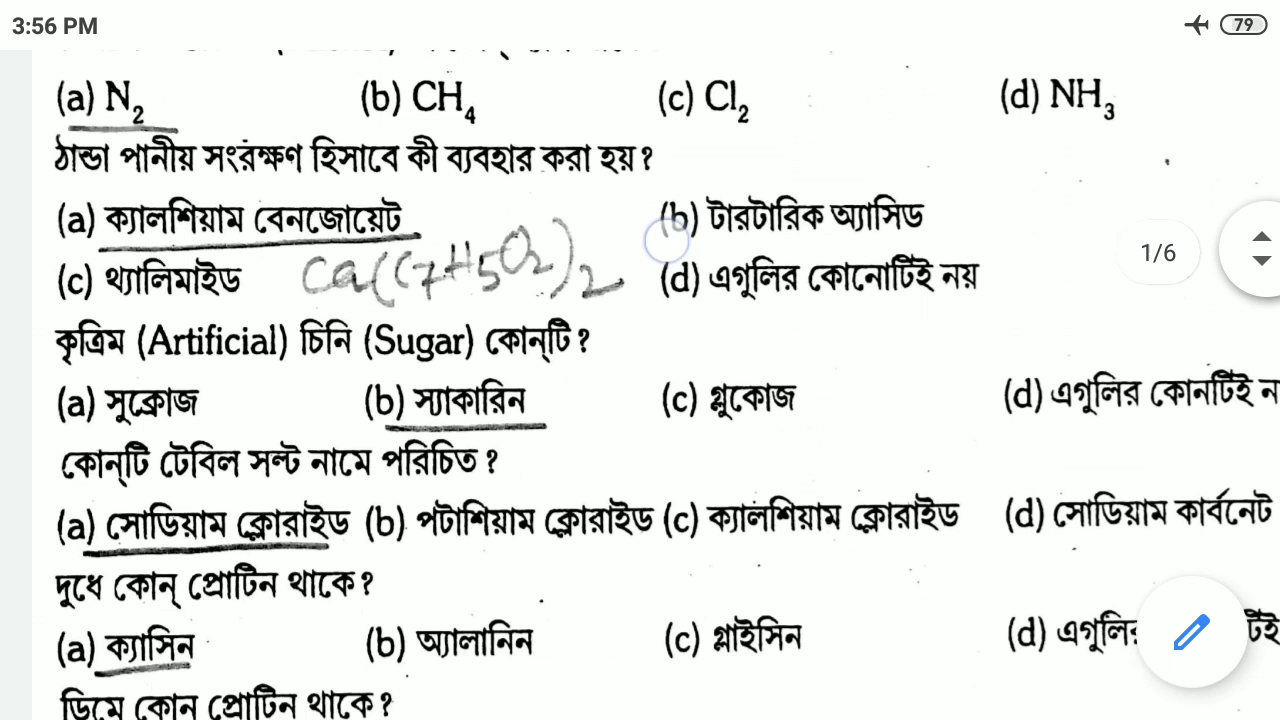 3:56 PM
79
(a) N₂ (b) CH₄ (c) Cl₂ (d) NH₃
ঠান্ডা পানীয় সংরক্ষণ হিসাবে কী ব্যবহার করা হয়?
(a) ক্যালশিয়াম বেনজোয়েট (b) টারটারিক অ্যাসিড
1/6
(c) থ্যালিমাইড Ca(C7H5O2)2 (d) এগুলির কোনোটিই নয়
কৃত্রিম (Artificial) চিনি (Sugar) কোন্‌টি?
(a) সুক্রোজ (b) স্যাকারিন (c) গ্লুকোজ (d) এগুলির কোনটিই ন
কোন্‌টি টেবিল সল্ট নামে পরিচিত?
(a) সোডিয়াম ক্লোরাইড (b) পটাশিয়াম ক্লোরাইড (c) ক্যালশিয়াম ক্লোরাইড (d) সোডিয়াম কার্বনেট
দুধে কোন্ প্রোটিন থাকে?
(a) ক্যাসিন (b) অ্যালানিন (c) গ্লাইসিন (d) এগুলির টিই
ডিমে কোন প্রোটিন থাকে?